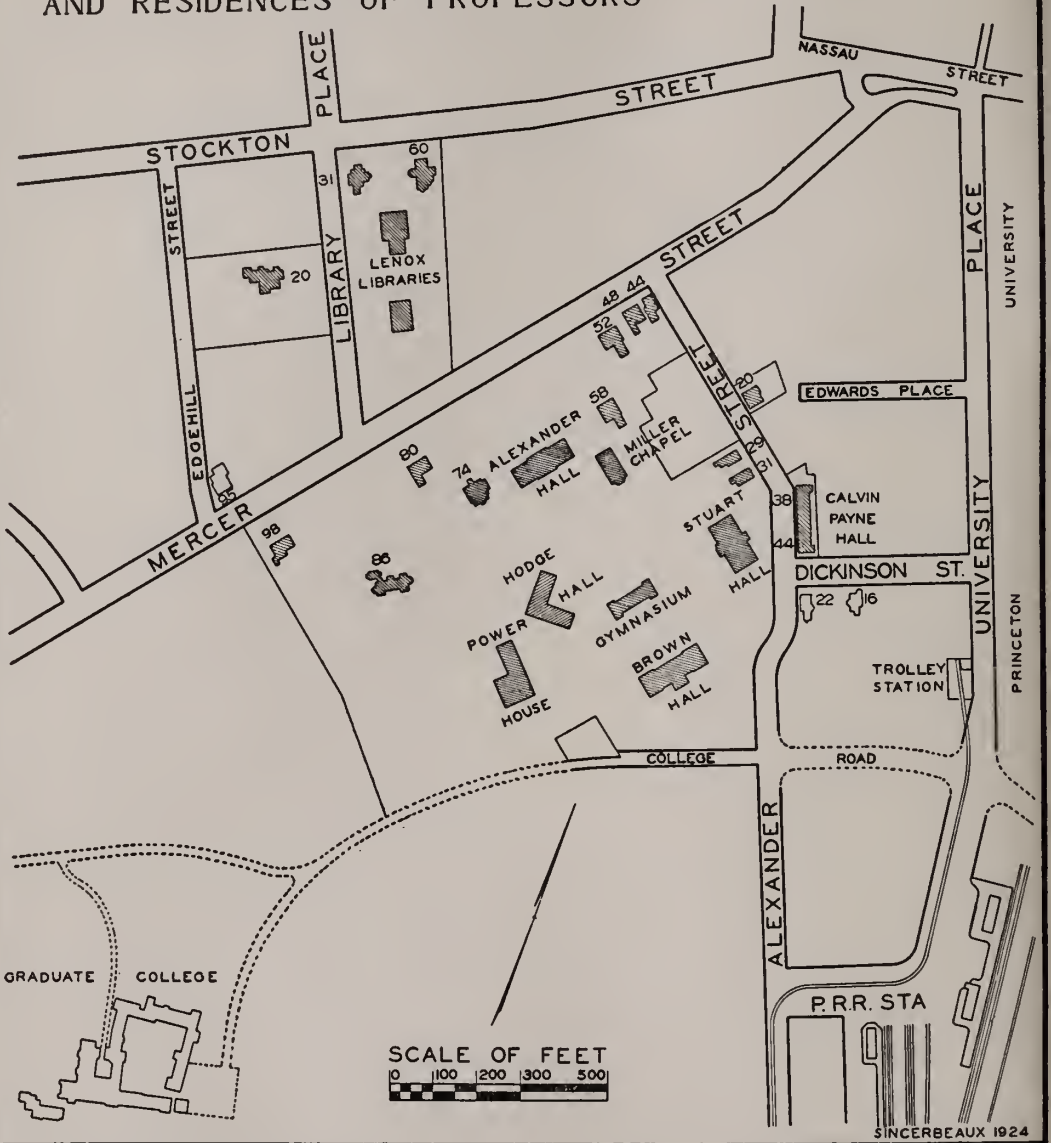 AND RESIDENCES OF PROFESSORS
PLACE
NASSAU
STREET
STREET
STOCKTON
60
31
STREET
LIBRARY
LENOX
LIBRARIES
20
STREET
PLACE
UNIVERSITY
48 44
52
STREET
20
EDWARDS PLACE
58
EDGEHILL
80
74
ALEXANDER
HALL
MILLER
CHAPEL
29
31
95
MERCER
98
86
STUART
HALL
38
44
CALVIN
PAYNE
HALL
UNIVERSITY
DICKINSON ST.
HODGE
HALL
GYMNASIUM
22
16
POWER
HOUSE
BROWN
HALL
TROLLEY
STATION
PRINCETON
COLLEGE
ROAD
ALEXANDER
GRADUATE COLLEGE
P.R.R. STA
SCALE OF FEET
0 100 200 300 500
SINCERBEAUX 1924